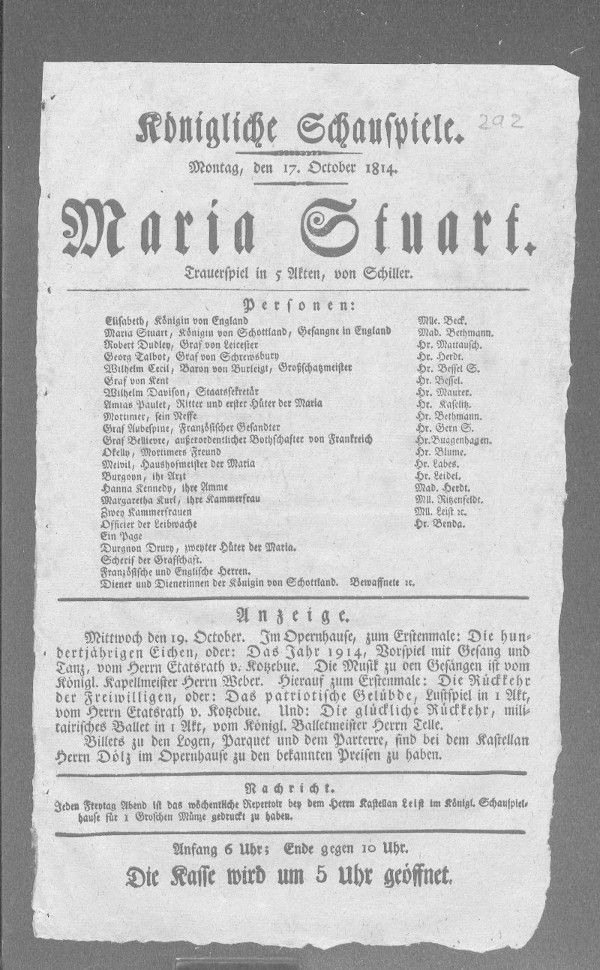 Königliche Schauspiele.
292
Montag, den 17. October 1814.
Maria Stuart.
Trauerspiel in 5 Akten, von Schiller.
Personen:
Elisabeth, Königin von England Mlle. Beck.
Maria Stuart, Königin von Schottland, Gefangne in England Mad. Bethmann.
Robert Dudley, Graf von Leicester Hr. Mattausch.
Georg Talbot, Graf von Schrewsbury Hr. Herdt.
Wilhelm Cecil, Baron von Burleigt, Großschatzmeister Hr. Bessel S.
Graf von Kent Hr. Bessel.
Wilhelm Davison, Staatssekretär Hr. Maurer.
Amias Paulet, Ritter und erster Hüter der Maria Hr. Kaselitz.
Mortimer, sein Neffe Hr. Bethmann.
Graf Aubespine, Französischer Gesandter Hr. Gern S.
Graf Bellievre, außerordentlicher Bothschafter von Frankreich Hr. Buggenhagen.
Okelly, Mortimers Freund Hr. Blume.
Melvil, Haushofmeister der Maria Hr. Labes.
Burgoyn, ihr Arzt Hr. Leidel.
Hanna Kennedy, ihre Amme Mad. Herdt.
Margaretha Kurl, ihre Kammerfrau Mll. Ritzenfeldt.
Zwey Kammerfrauen Mll. Leist ꝛc.
Officier der Leibwache Hr. Benda.
Ein Page
Durgnon Drury, zweyter Hüter der Maria.
Scherif der Grafschaft.
Französische und Englische Herren.
Diener und Dienerinnen der Königin von Schottland. Bewaffnete ꝛc.
Anzeige.
Mittwoch den 19. October. Im Opernhause, zum Erstenmale: Die hun-
dertjährigen Eichen, oder: Das Jahr 1914, Vorspiel mit Gesang und
Tanz, vom Herrn Etatsrath v. Kotzebue. Die Musik zu den Gesängen ist vom
Königl. Kapellmeister Herrn Weber. Hierauf zum Erstenmale: Die Rückkehr
der Freiwilligen, oder: Das patriotische Gelübde, Lustspiel in 1 Akt,
vom Herrn Etatsrath v. Kotzebue. Und: Die glückliche Rückkehr, mili-
tairisches Ballet in 1 Akt, vom Königl. Balletmeister Herrn Telle.
Billets zu den Logen, Parquet und dem Parterre, sind bei dem Kastellan
Herrn Dölz im Opernhause zu den bekannten Preisen zu haben.
Nachricht.
Jeden Freytag Abend ist das wöchentliche Repertoir bey dem Herrn Kastellan Leist im Königl. Schauspiel-
hause für 1 Groschen Münze gedruckt zu haben.
Anfang 6 Uhr; Ende gegen 10 Uhr.
Die Kasse wird um 5 Uhr geöffnet.